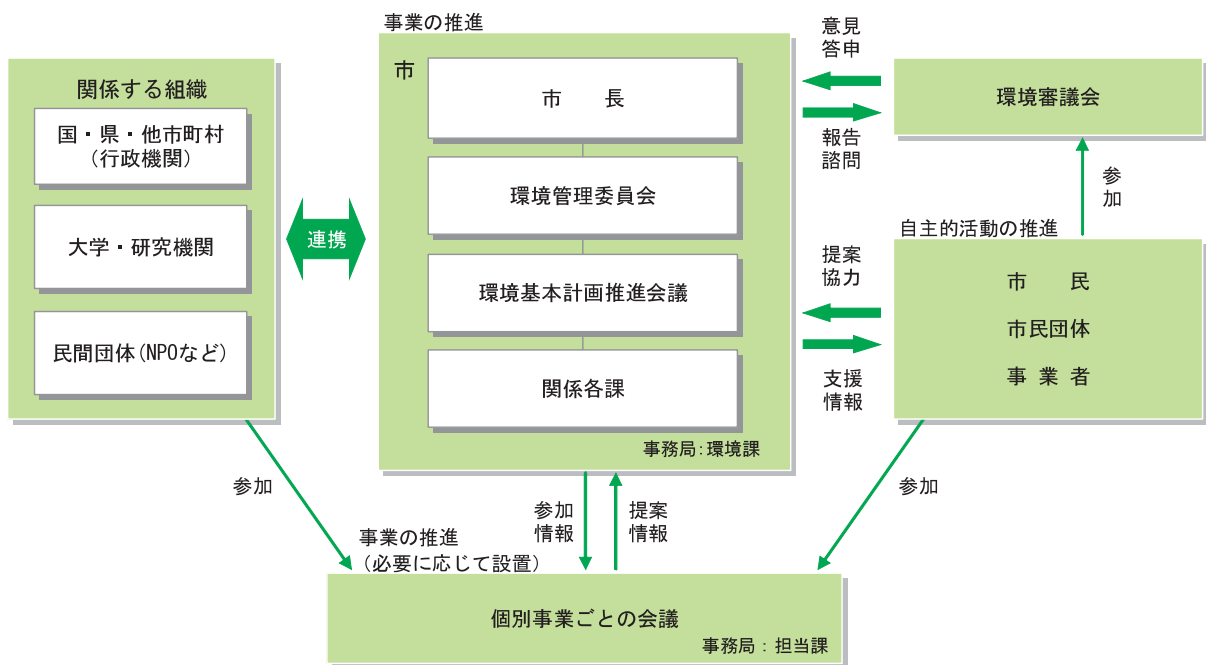 関係する組織
国・県・他市町村
（行政機関）
大学・研究機関
民間団体（NPOなど）
連携
事業の推進
市
市　　長
環境管理委員会
環境基本計画推進会議
関係各課
事務局：環境課
意見
答申
報告
諮問
環境審議会
参
加
自主的活動の推進
提案
協力
支援
情報
市　　民
市民団体
事 業 者
参加
参加
情報
提案
情報
参加
事業の推進
（必要に応じて設置）
個別事業ごとの会議
事務局：担当課